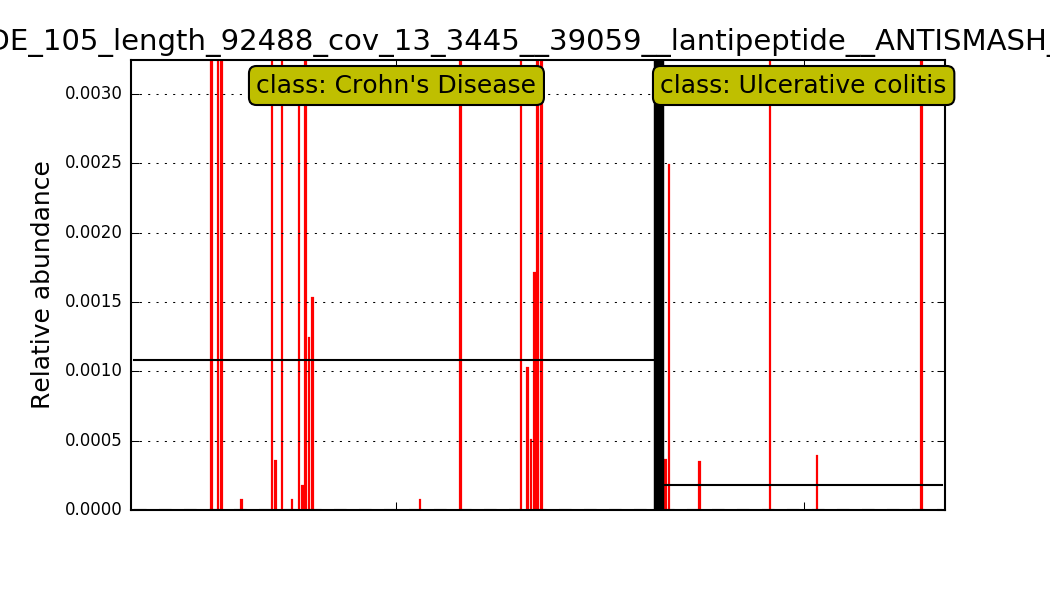 DE_105_length_92488_cov_13_3445__39059__lantipeptide__ANTISMASH_
class: Crohn's Disease
class: Ulcerative colitis
Relative abundance
0.0030
0.0025
0.0020
0.0015
0.0010
0.0005
0.0000